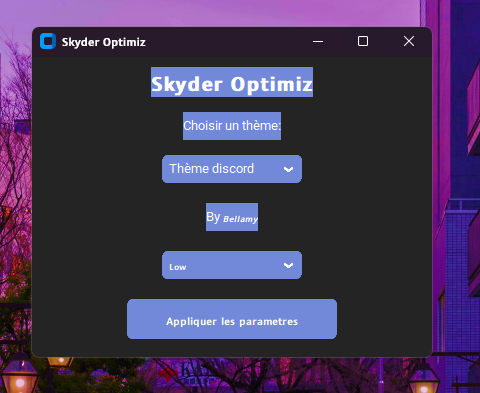 Skyder Optimiz
Skyder Optimiz
Choisir un thème:
Thème discord
By Bellamy
Low
Appliquer les parametres